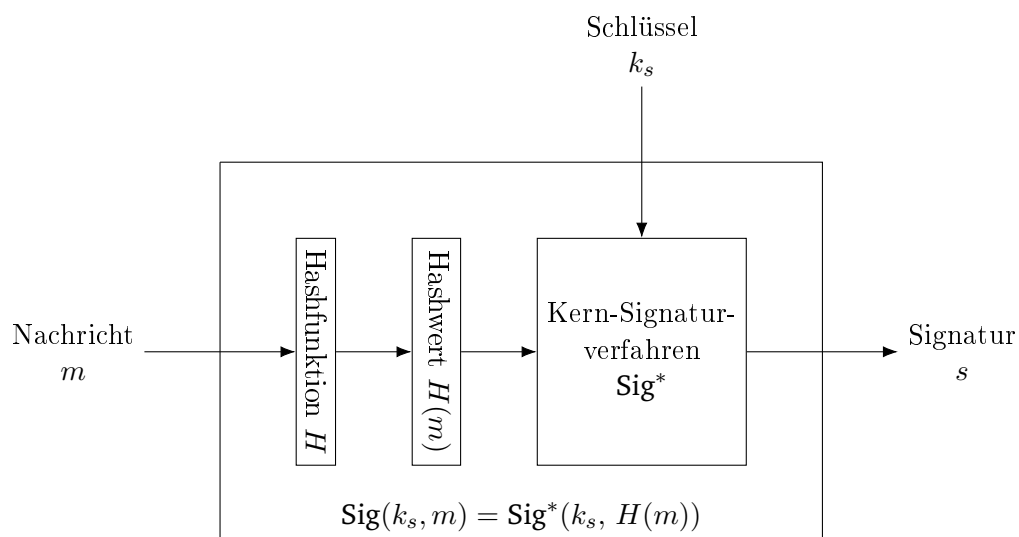 Schlüssel
k_s
Nachricht
m
Hashfunktion H
Hashwert H(m)
Kern-Signatur-
verfahren
Sig*
Signatur
s
Sig(k_s, m) = Sig*(k_s, H(m))